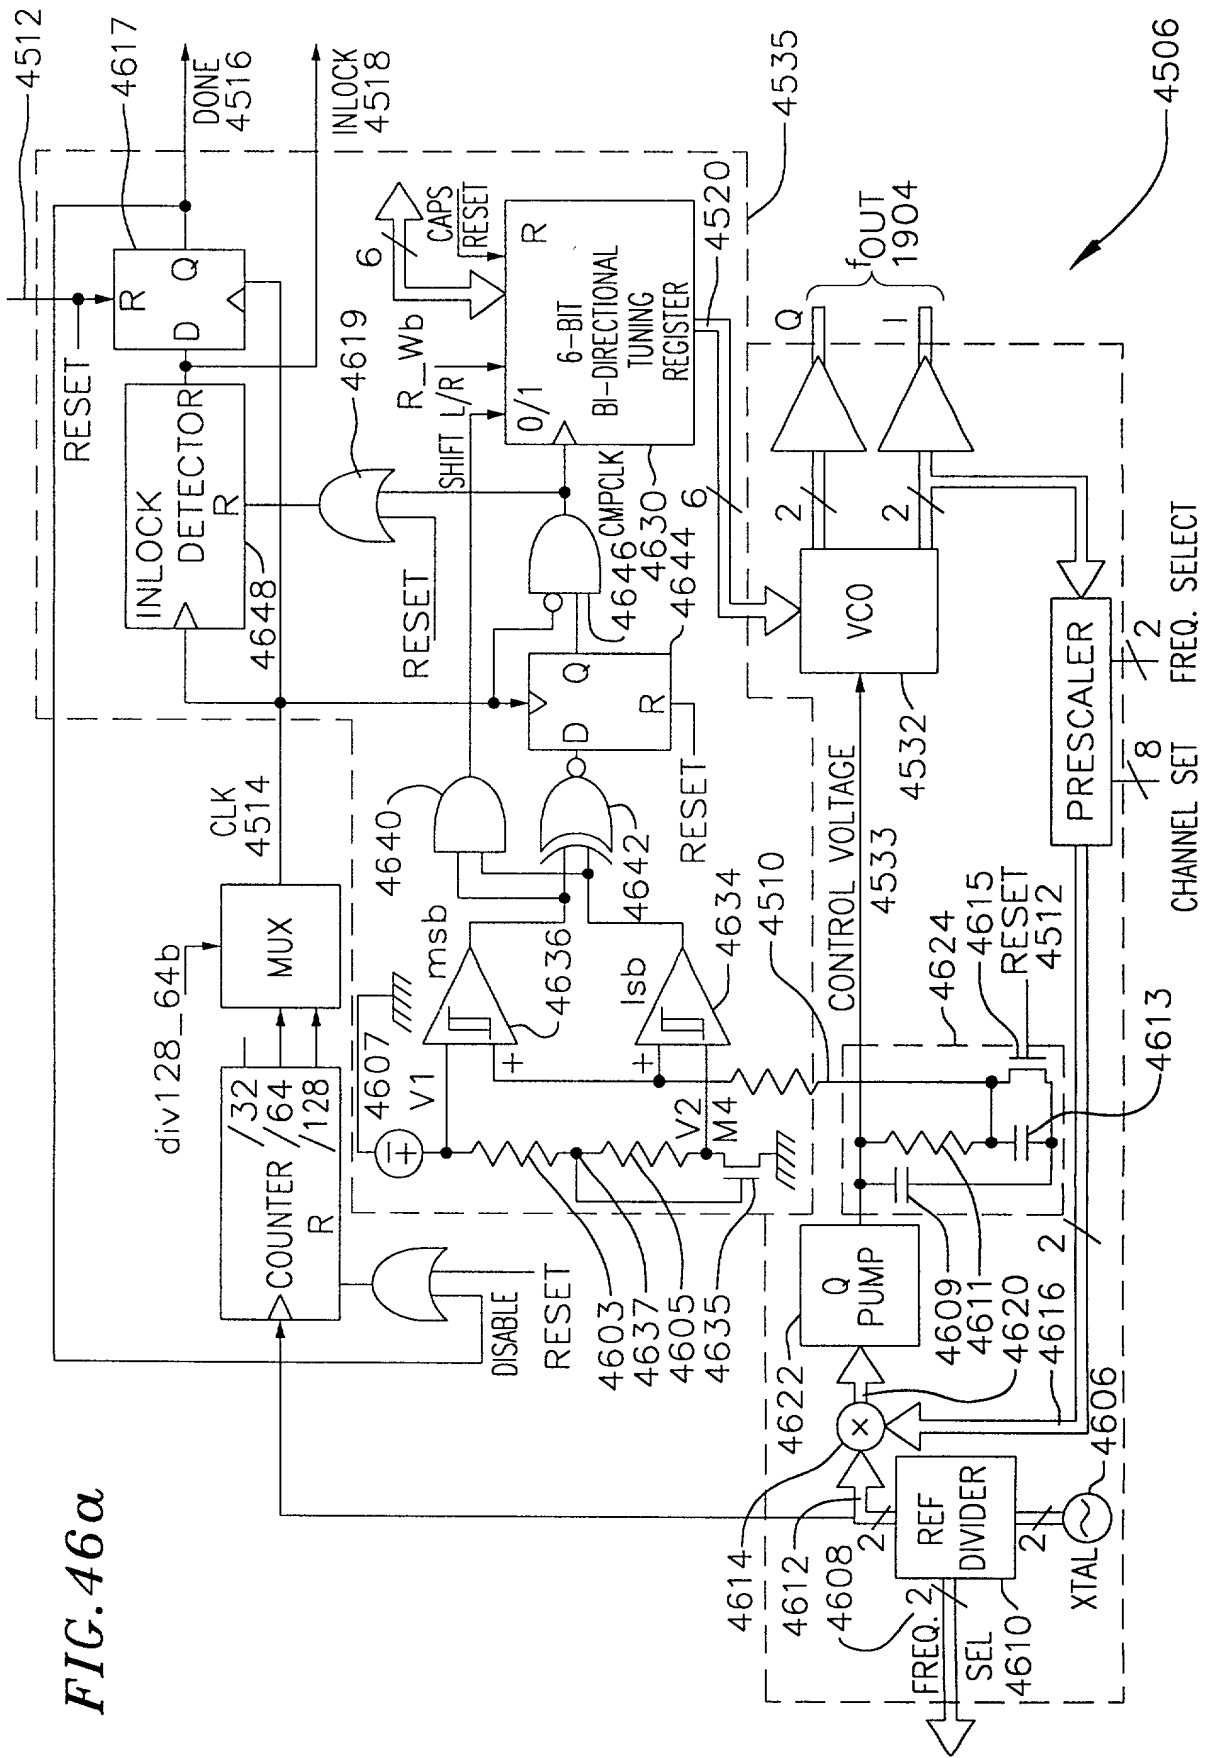 FIG.46a
4512
RESET
4617
DONE
4516
INLOCK
4518
R
D
Q
INLOCK
DETECTOR
R
4648
4619
RESET
CLK
4514
MUX
div128_64b
COUNTER
/32
/64
/128
R
DISABLE
RESET
4607
V1
msb
4636
4640
+
lsb
4634
+
4642
4510
V2
M4
4603
4637
4605
4635
D
Q
R
RESET
4644
4646
CMPCLK
4630
SHIFT L/R
R_Wb
6
CAPS
RESET
0/1
R
6-BIT
BI-DIRECTIONAL
TUNING
REGISTER
4520
4535
6
VCO
4532
2
2
Q
I
fOUT
1904
4506
CONTROL VOLTAGE
4533
4624
4615
RESET
4512
4613
Q
PUMP
4622
4609
4611
4620
4616
2
4606
4614
4612
4608
2
REF
DIVIDER
2
XTAL
FREQ. 2
SEL
4610
PRESCALER
8
CHANNEL SET
2
FREQ. SELECT